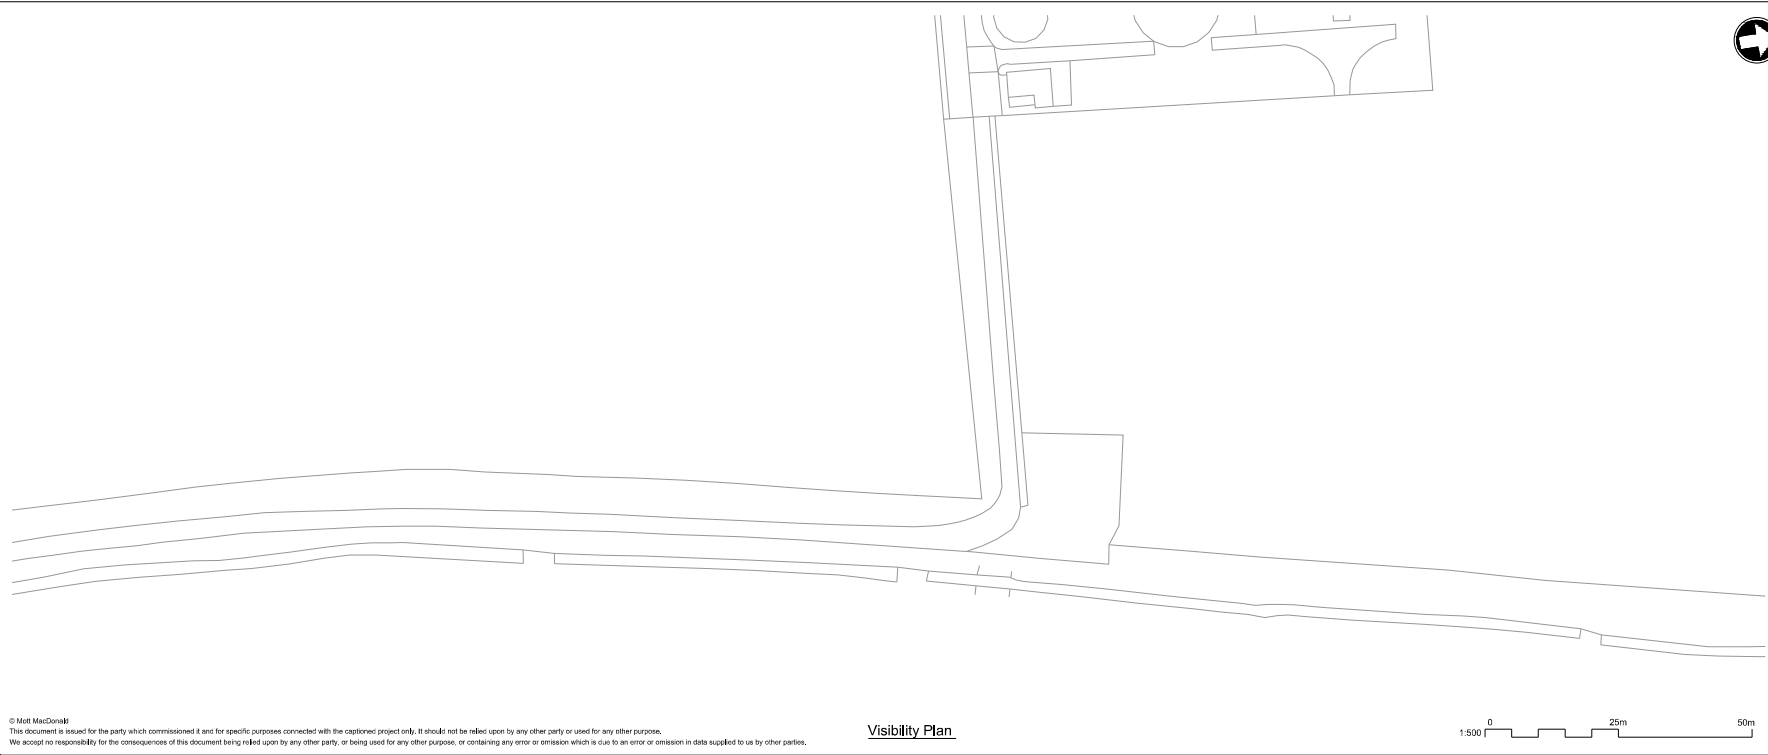 © Mott MacDonald
This document is issued for the party which commissioned it and for specific purposes connected with the captioned project only. It should not be relied upon by any other party or used for any other purpose.
We accept no responsibility for the consequences of this document being relied upon by any other party, or being used for any other purpose, or containing any error or omission which is due to an error or omission in data supplied to us by other parties.
Visibility Plan
0 25m 50m
1:500